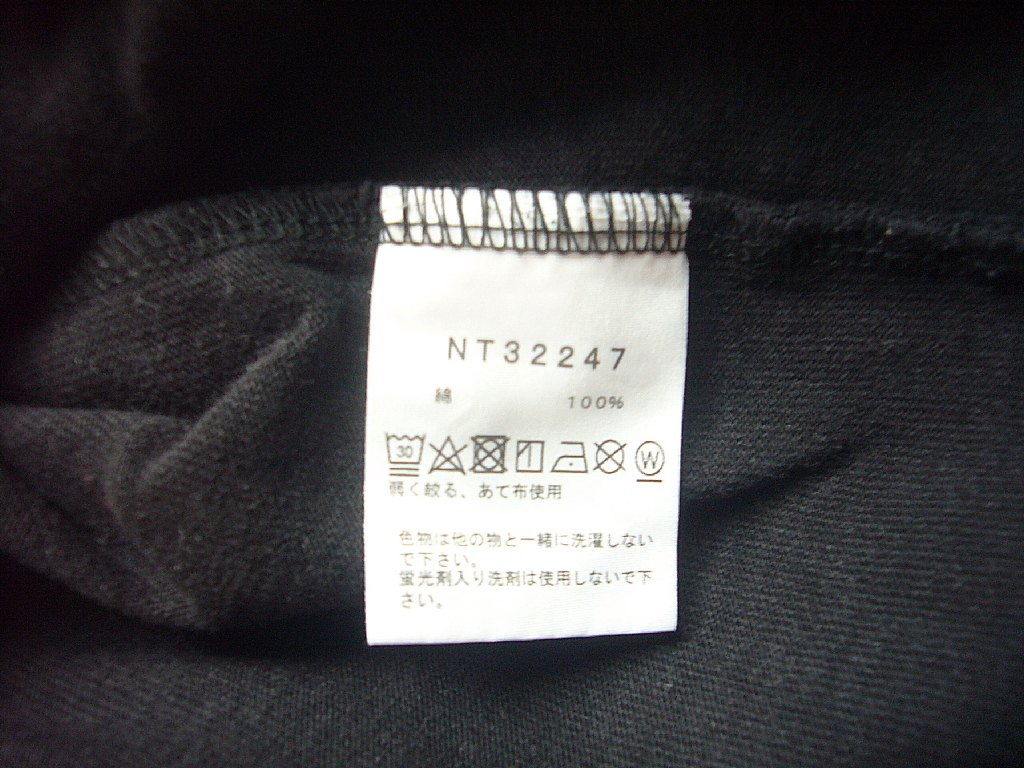 NT32247
綿 100%
30 W
弱く絞る、あて布使用
色物は他の物と一緒に洗濯しない
で下さい。
蛍光剤入り洗剤は使用しないで下
さい。